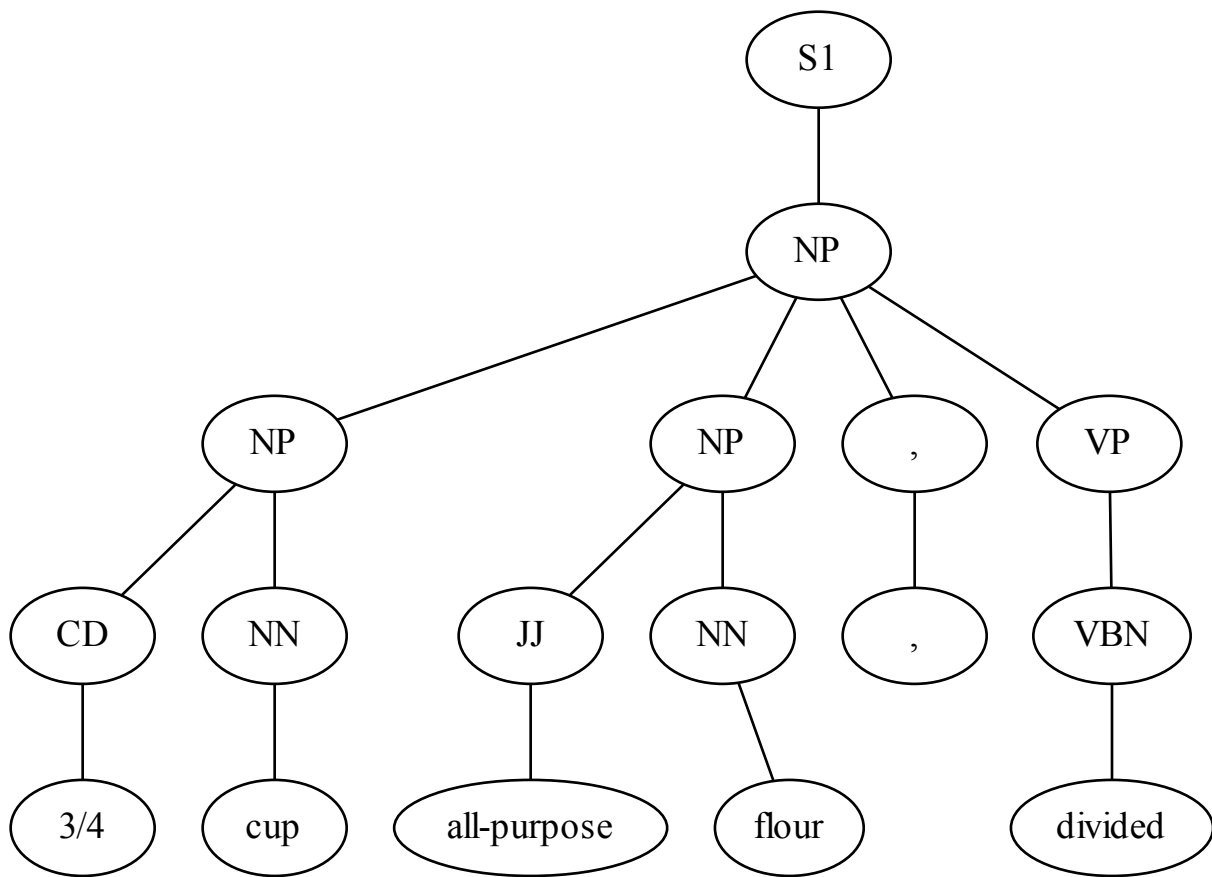 S1
NP
NP NP , VP
CD NN JJ NN , VBN
3/4 cup all-purpose flour divided